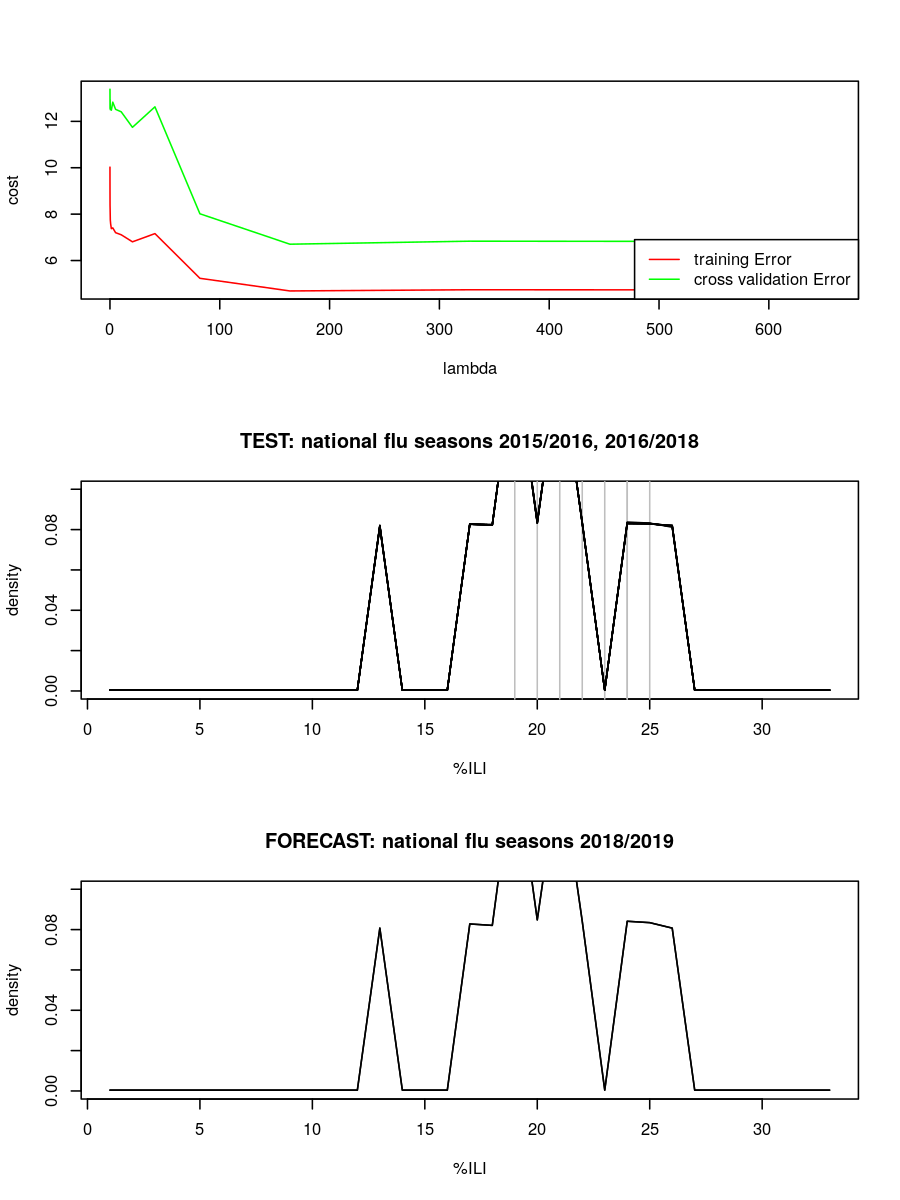 cost
6 8 10 12
training Error
cross validation Error
0 100 200 300 400 500 600
lambda
TEST: national flu seasons 2015/2016, 2016/2018
density
0.00 0.04 0.08
0 5 10 15 20 25 30
%ILI
FORECAST: national flu seasons 2018/2019
density
0.00 0.04 0.08
0 5 10 15 20 25 30
%ILI